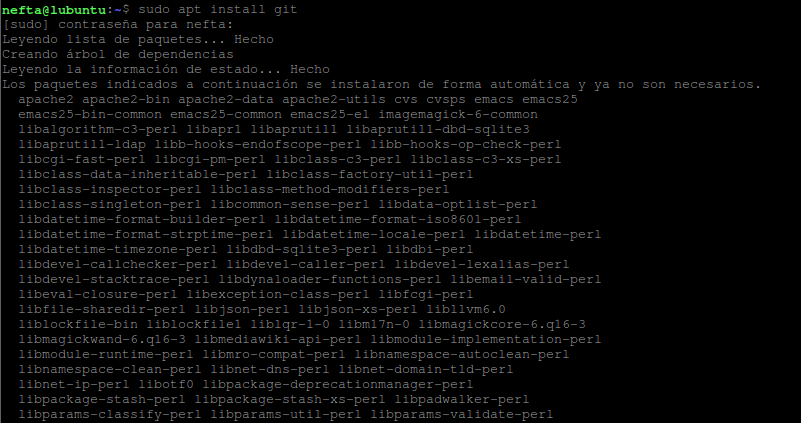 nefta@lubuntu:~$ sudo apt install git
[sudo] contraseña para nefta:
Leyendo lista de paquetes... Hecho
Creando árbol de dependencias
Leyendo la información de estado... Hecho
Los paquetes indicados a continuación se instalaron de forma automática y ya no son necesarios.
apache2 apache2-bin apache2-data apache2-utils cvs cvsps emacs emacs25
emacs25-bin-common emacs25-common emacs25-el imagemagick-6-common
libalgorithm-c3-perl libapr1 libaprutil1 libaprutil1-dbd-sqlite3
libaprutil1-ldap libb-hooks-endofscope-perl libb-hooks-op-check-perl
libcgi-fast-perl libcgi-pm-perl libclass-c3-perl libclass-c3-xs-perl
libclass-data-inheritable-perl libclass-factory-util-perl
libclass-inspector-perl libclass-method-modifiers-perl
libclass-singleton-perl libcommon-sense-perl libdata-optlist-perl
libdatetime-format-builder-perl libdatetime-format-iso8601-perl
libdatetime-format-strptime-perl libdatetime-locale-perl libdatetime-perl
libdatetime-timezone-perl libdbd-sqlite3-perl libdbi-perl
libdevel-callchecker-perl libdevel-caller-perl libdevel-lexalias-perl
libdevel-stacktrace-perl libdynaloader-functions-perl libemail-valid-perl
libeval-closure-perl libexception-class-perl libfcgi-perl
libfile-sharedir-perl libjson-perl libjson-xs-perl libllvm6.0
liblockfile-bin liblockfile1 liblqr-1-0 libm17n-0 libmagickcore-6.q16-3
libmagickwand-6.q16-3 libmediawiki-api-perl libmodule-implementation-perl
libmodule-runtime-perl libmro-compat-perl libnamespace-autoclean-perl
libnamespace-clean-perl libnet-dns-perl libnet-domain-tld-perl
libnet-ip-perl libotf0 libpackage-deprecationmanager-perl
libpackage-stash-perl libpackage-stash-xs-perl libpadwalker-perl
libparams-classify-perl libparams-util-perl libparams-validate-perl